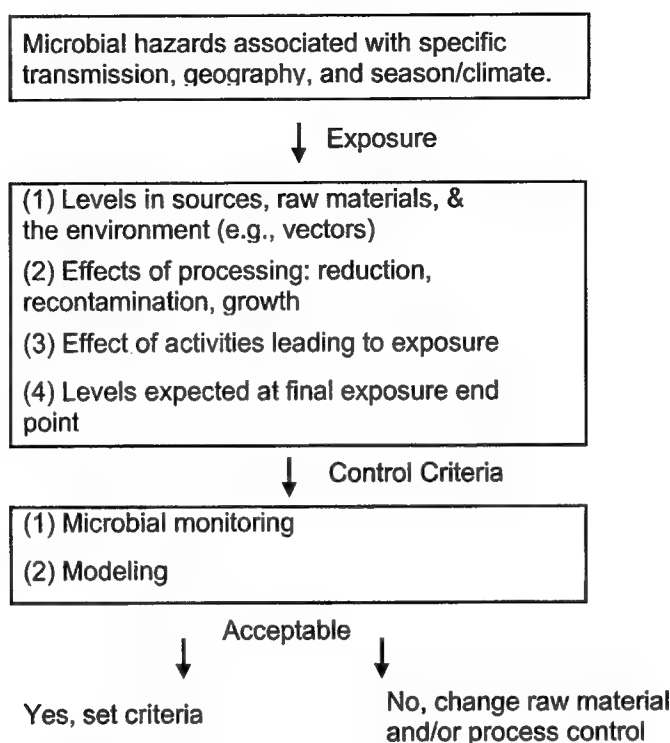 Microbial hazards associated with specific
transmission, geography, and season/climate.
Exposure
(1) Levels in sources, raw materials, &
the environment (e.g., vectors)
(2) Effects of processing: reduction,
recontamination, growth
(3) Effect of activities leading to exposure
(4) Levels expected at final exposure end
point
Control Criteria
(1) Microbial monitoring
(2) Modeling
Acceptable
Yes, set criteria
No, change raw material
and/or process control